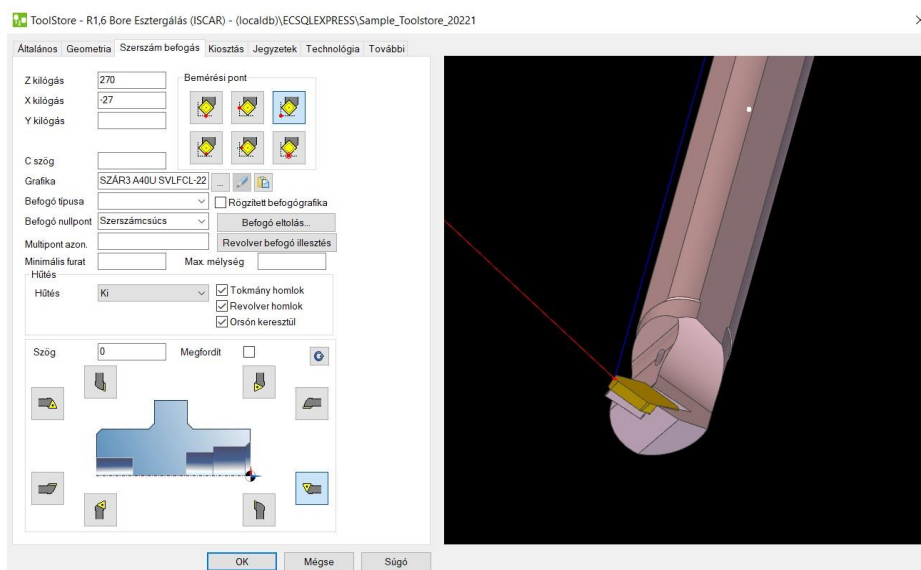 ToolStore - R1,6 Bore Esztergálás (ISCAR) - (localdb)\ECSQLEXPRESS\Sample_Toolstore_20221
Általános Geometria Szerszám befogás Kiosztás Jegyzetek Technológia További
Z kilógás 270 Bemérési pont
X kilógás -27
Y kilógás
C szög
Grafika SZÁR3 A40U SVLFCL-22 ...
Befogó típusa Rögzített befogógrafika
Befogó nullpont Szerszámcsúcs Befogó eltolás...
Multipont azon. Revolver befogó illesztés
Minimális furat Max. mélység
Hűtés
Hűtés Ki Tokmány homlok
Revolver homlok
Orsón keresztül
Szög 0 Megfordít
OK Mégse Súgó